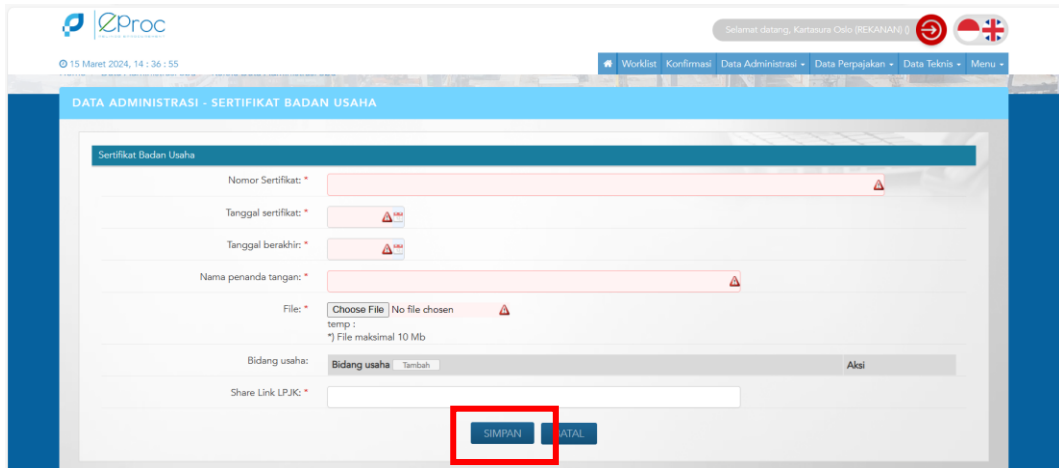 eProc
Selamat datang, Kartasura Oslo (REKANAN) ()
15 Maret 2024, 14 : 36 : 55
Worklist Konfirmasi Data Administrasi Data Perpajakan Data Teknis Menu
DATA ADMINISTRASI - SERTIFIKAT BADAN USAHA
Sertifikat Badan Usaha
Nomor Sertifikat: *
Tanggal sertifikat: *
Tanggal berakhir: *
Nama penanda tangan: *
File: * Choose File No file chosen
temp :
*) File maksimal 10 Mb
Bidang usaha: Bidang usaha Tambah Aksi
Share Link LPJK: *
SIMPAN